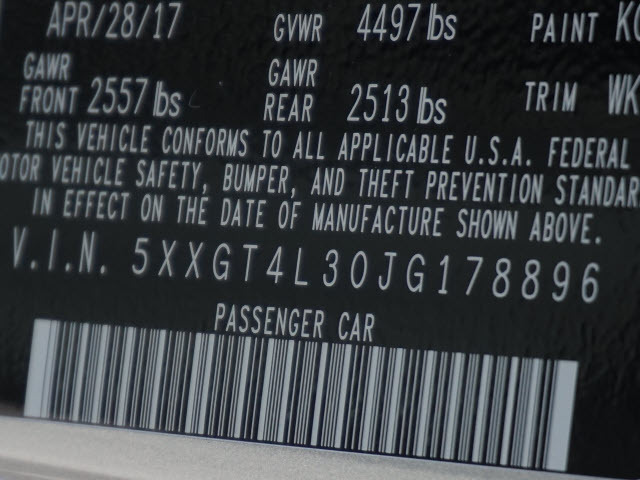 APR/28/17 GVWR 4497 lbs PAINT
GAWR FRONT 2557 lbs GAWR REAR 2513 lbs TRIM WK
THIS VEHICLE CONFORMS TO ALL APPLICABLE U.S.A. FEDERAL
OTOR VEHICLE SAFETY, BUMPER, AND THEFT PREVENTION STANDAR
IN EFFECT ON THE DATE OF MANUFACTURE SHOWN ABOVE.
V.I.N. 5XXGT4L30JG178896
PASSENGER CAR